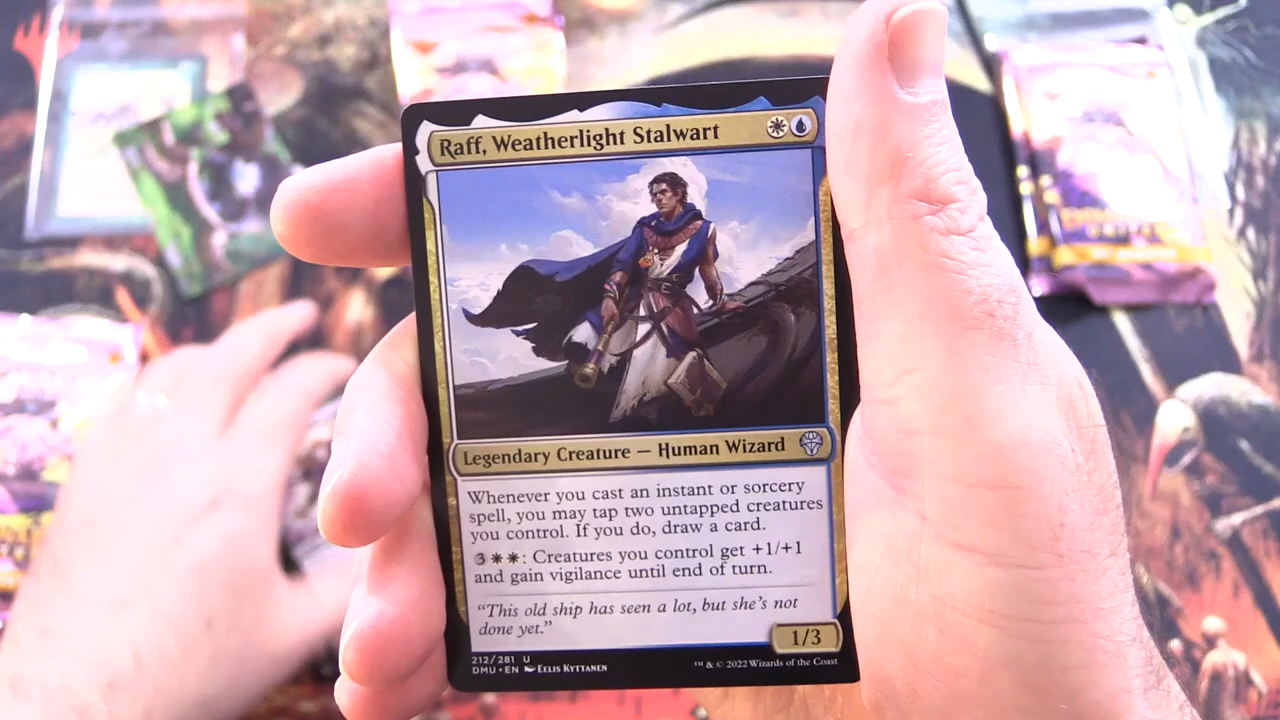 Raff, Weatherlight Stalwart
Legendary Creature — Human Wizard
Whenever you cast an instant or sorcery
spell, you may tap two untapped creatures
you control. If you do, draw a card.
3: Creatures you control get +1/+1
and gain vigilance until end of turn.
"This old ship has seen a lot, but she's not
done yet."
1/3
212/281 U
DMU • EN Eelis Kyttanen
™ & © 2022 Wizards of the Coast